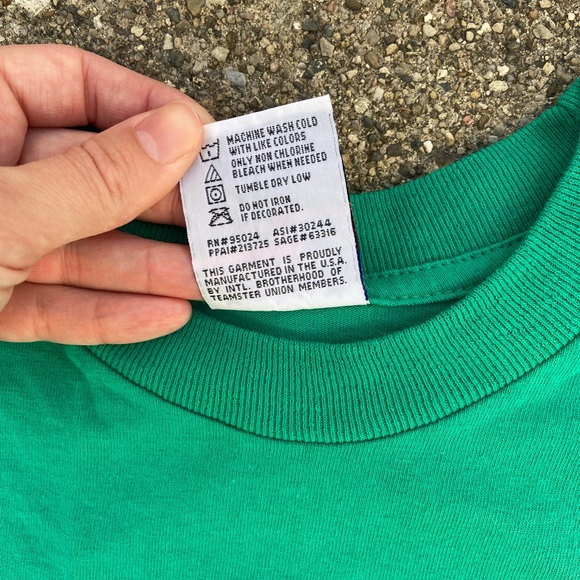 MACHINE WASH COLD
WITH LIKE COLORS
ONLY NON CHLORINE
BLEACH WHEN NEEDED
TUMBLE DRY LOW
DO NOT IRON
IF DECORATED.
RN#95024 ASI#30244
PPAI#213725 SAGE#63316
THIS GARMENT IS PROUDLY
MANUFACTURED IN THE U.S.A.
BY INTL. BROTHERHOOD OF
TEAMSTER UNION MEMBERS.